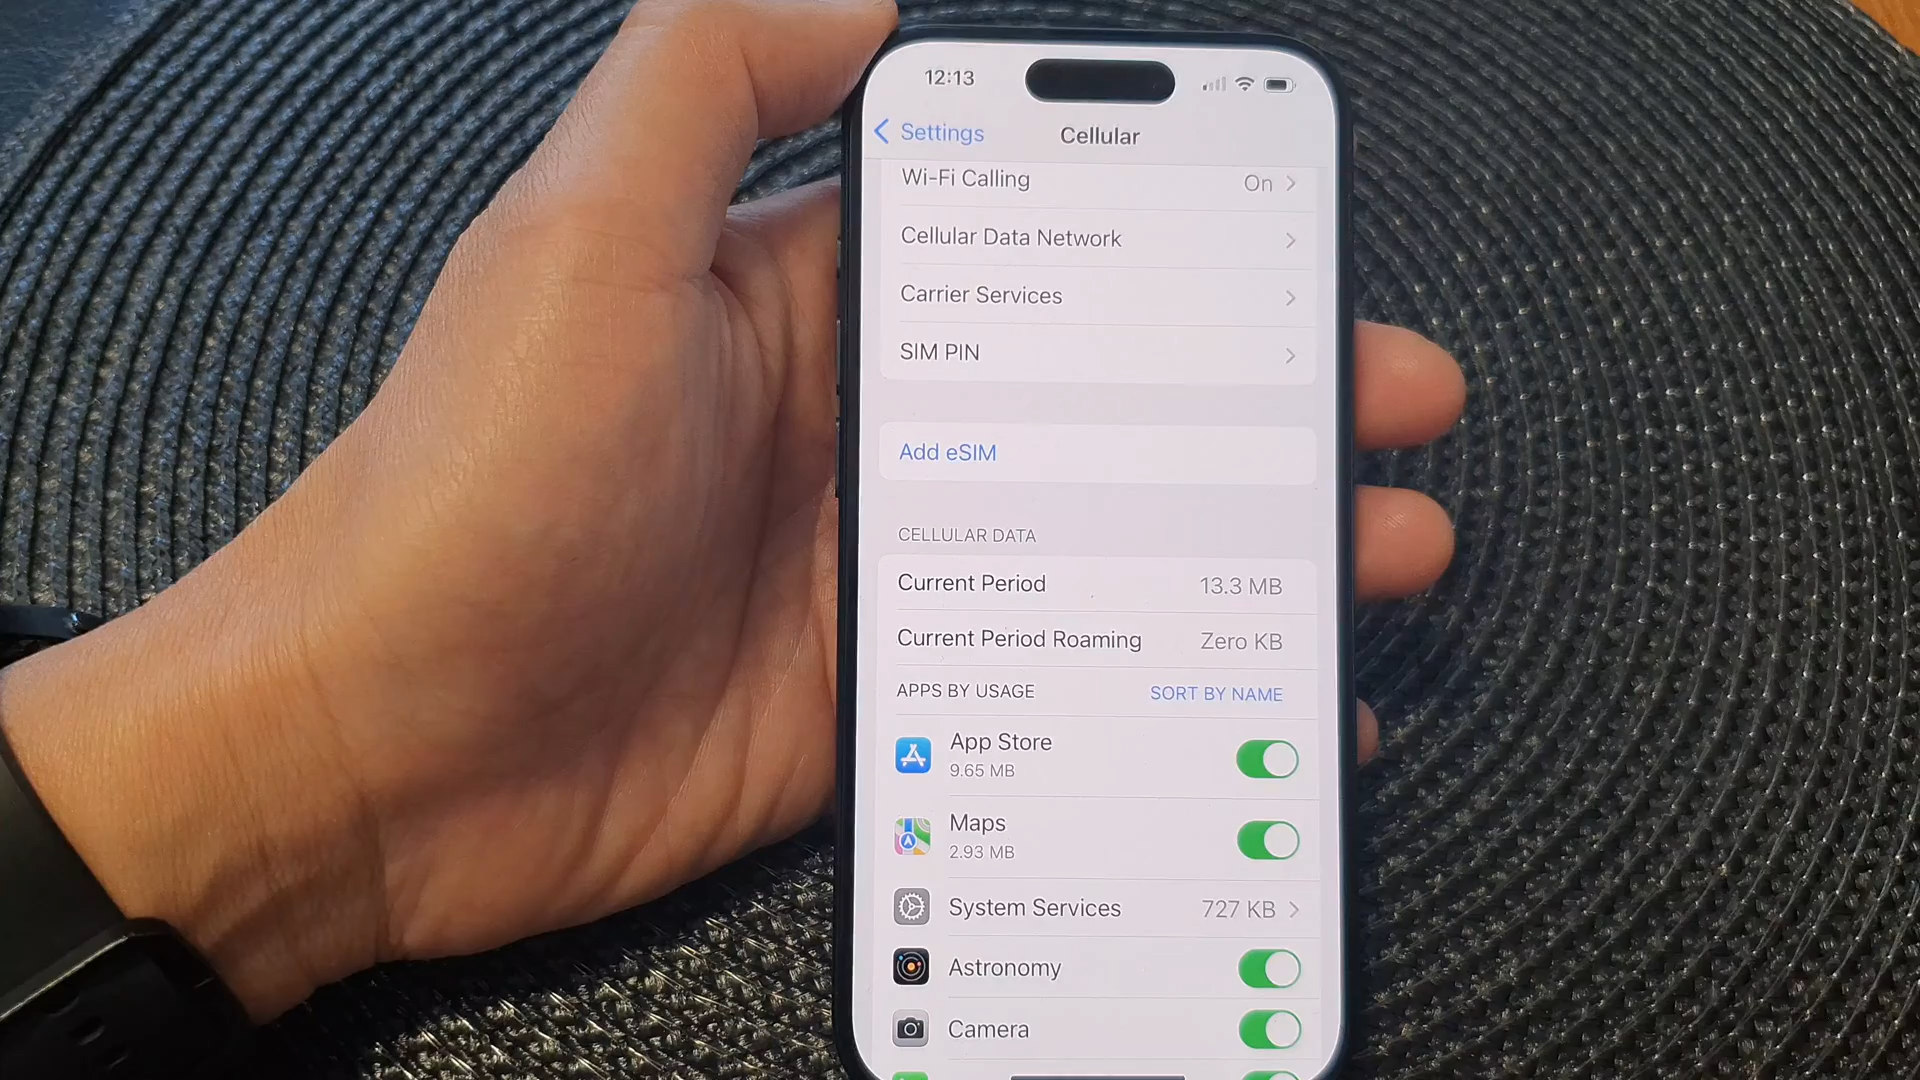 12:13
Settings
Cellular
Wi-Fi Calling On
Cellular Data Network
Carrier Services
SIM PIN
Add eSIM
CELLULAR DATA
Current Period 13.3 MB
Current Period Roaming Zero KB
APPS BY USAGE SORT BY NAME
App Store
9.65 MB
Maps
2.93 MB
System Services 727 KB
Astronomy
Camera